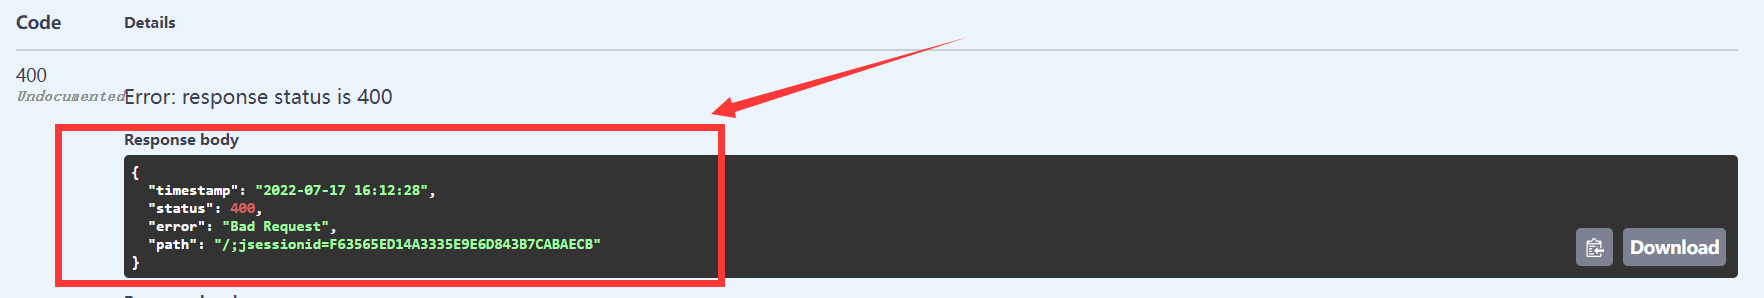 Code Details
400
Undocumented Error: response status is 400
Response body
{
"timestamp": "2022-07-17 16:12:28",
"status": 400,
"error": "Bad Request",
"path": "/;jsessionid=F63565ED14A3335E9E6D843B7CABAECB"
}
Download